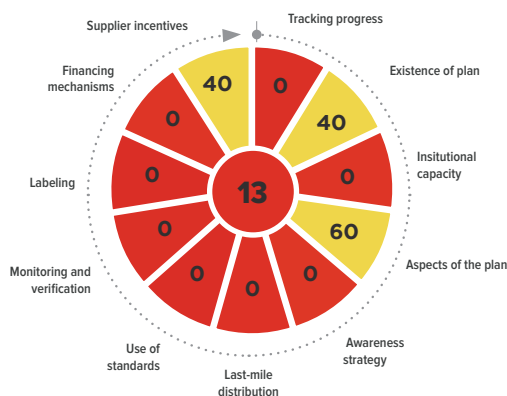 Supplier incentives
Tracking progress
Financing
mechanisms
Existence of plan
40
0
0
40
Insitutional
capacity
Labeling
0
0
13
0
60
Monitoring and
verification
Aspects of the plan
0
0
0
Use of
standards
Awareness
strategy
Last-mile
distribution